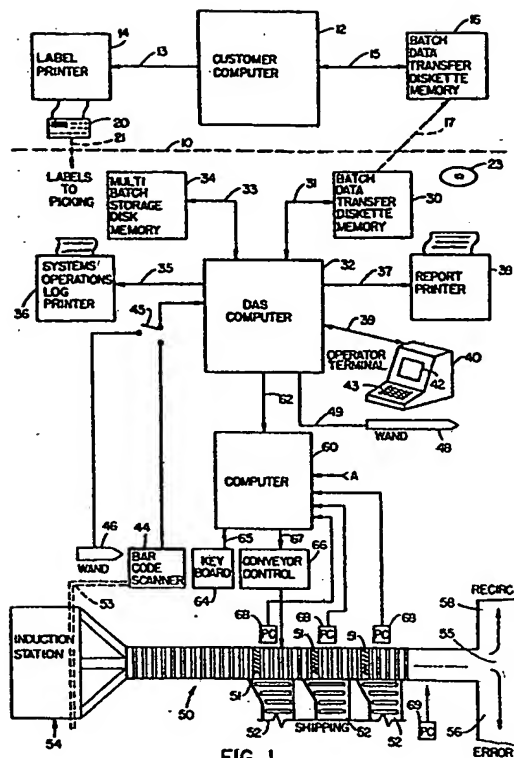 14
LABEL
PRINTER
13
CUSTOMER
COMPUTER
12
15
16
BATCH
DATA
TRANSFER
DISKETTE
MEMORY
20
21
10
17
LABELS
TO PICKING
MULTI
BATCH
STORAGE
DISK
MEMORY
34
33
31
BATCH
DATA
TRANSFER
DISKETTE
MEMORY
30
23
SYSTEMS'
OPERATIONS
LOG
PRINTER
36
35
45
DAS
COMPUTER
32
37
REPORT
PRINTER
38
39
OPERATOR
TERMINAL
40
42
43
62
49
WAND
48
60
COMPUTER
A
46
WAND
44
BAR
CODE
SCANNER
65
KEY
BOARD
64
67
CONVEYOR
CONTROL
66
53
INDUCTION
STATION
54
68
PC
68
PC
68
PC
51
51
51
50
52
52
52
SHIPPING
69
PC
RECIRC
58
55
56
ERROR
FIG. 1